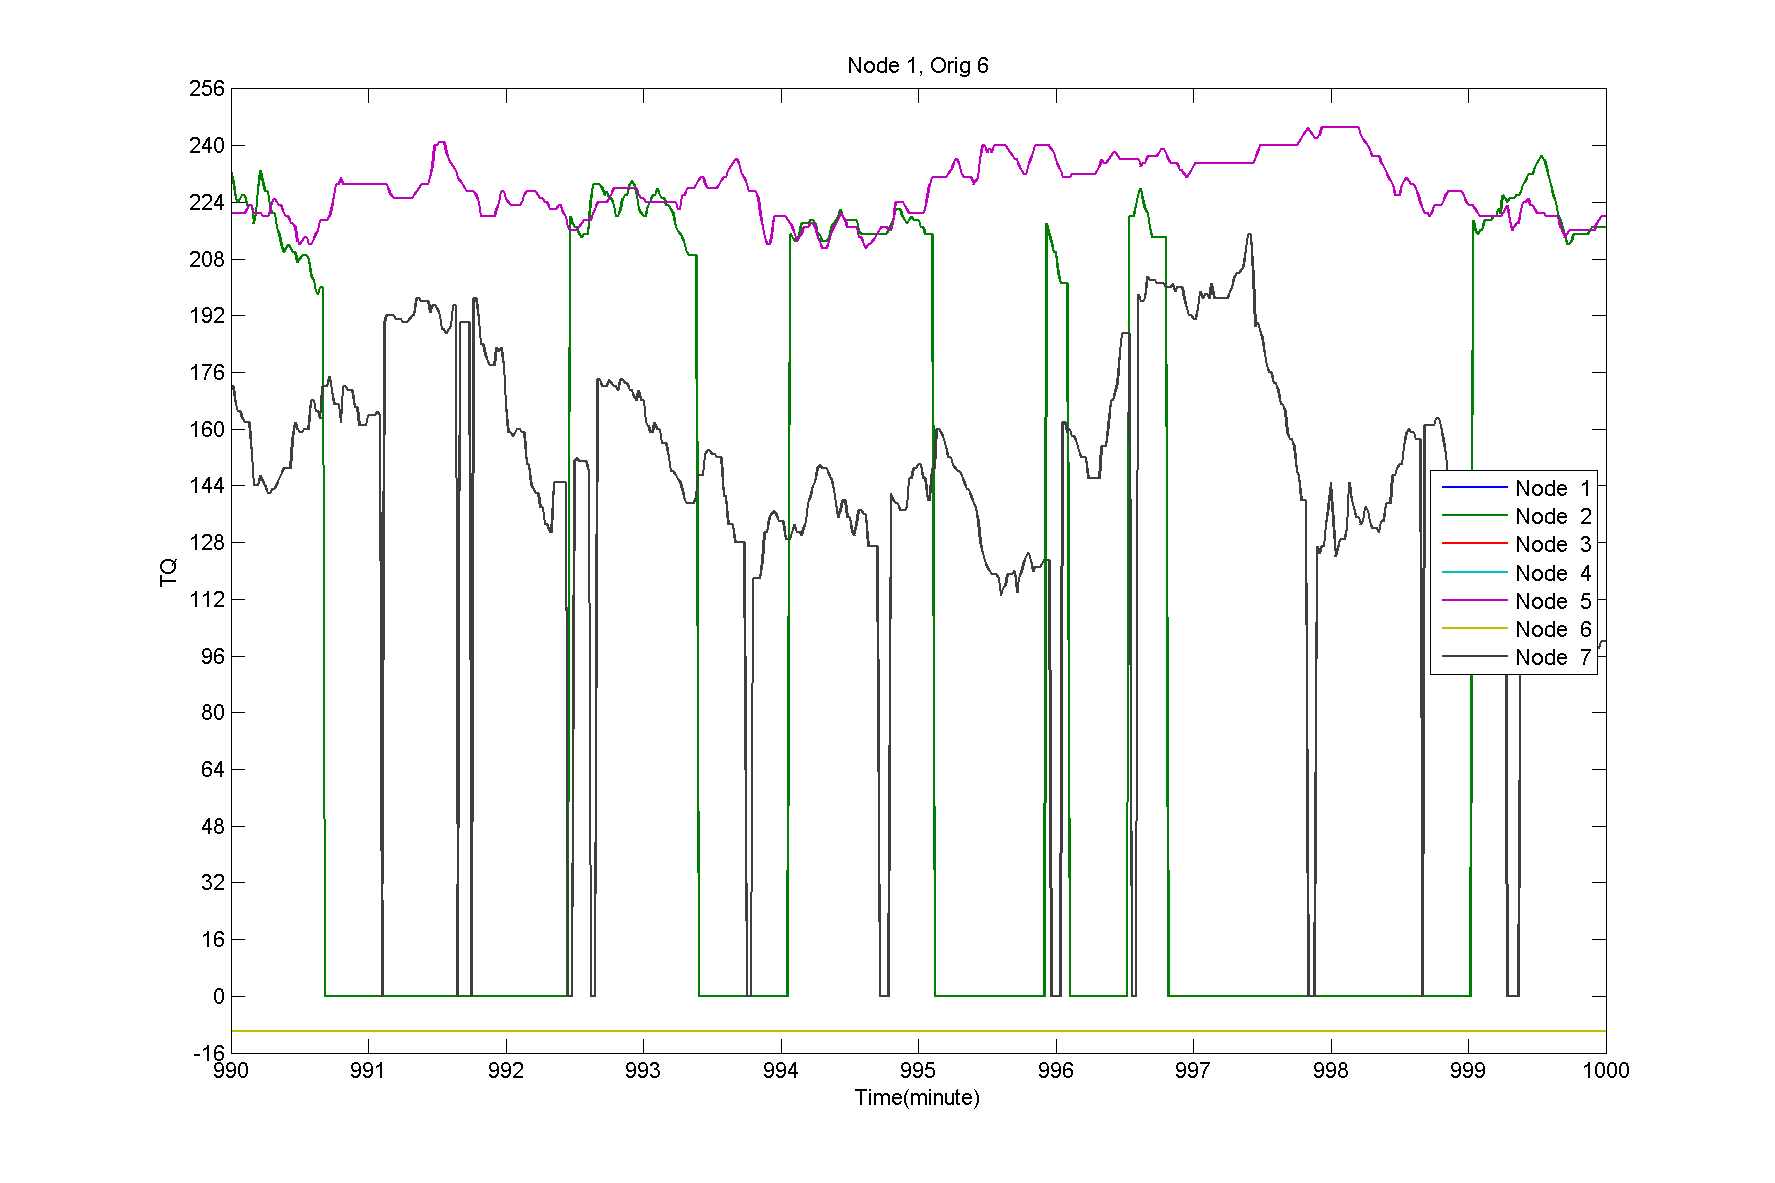 Node 1, Orig 6
256
240
224
208
192
176
160
144
128
112
96
80
64
48
32
16
0
-16
TQ
Node 1
Node 2
Node 3
Node 4
Node 5
Node 6
Node 7
990 991 992 993 994 995 996 997 998 999 1000
Time(minute)